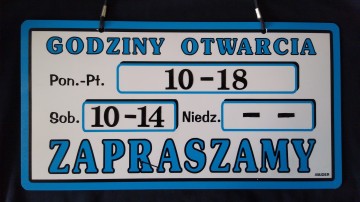 GODZINY OTWARCIA
Pon.-Pt. 10-18
Sob. 10-14 Niedz. – –
ZAPRASZAMY